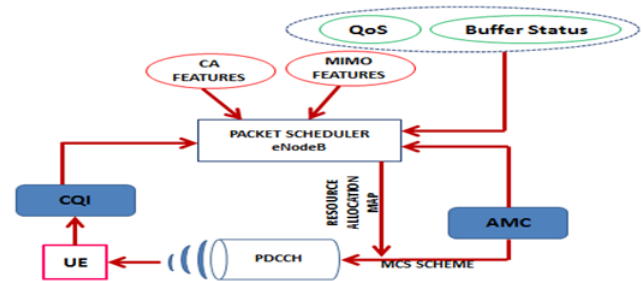 QoS
Buffer Status
CA
FEATURES
MIMO
FEATURES
PACKET SCHEDULER
eNodeB
RESOURCE
ALLOCATION
MAP
CQI
AMC
UE
PDCCH
MCS SCHEME